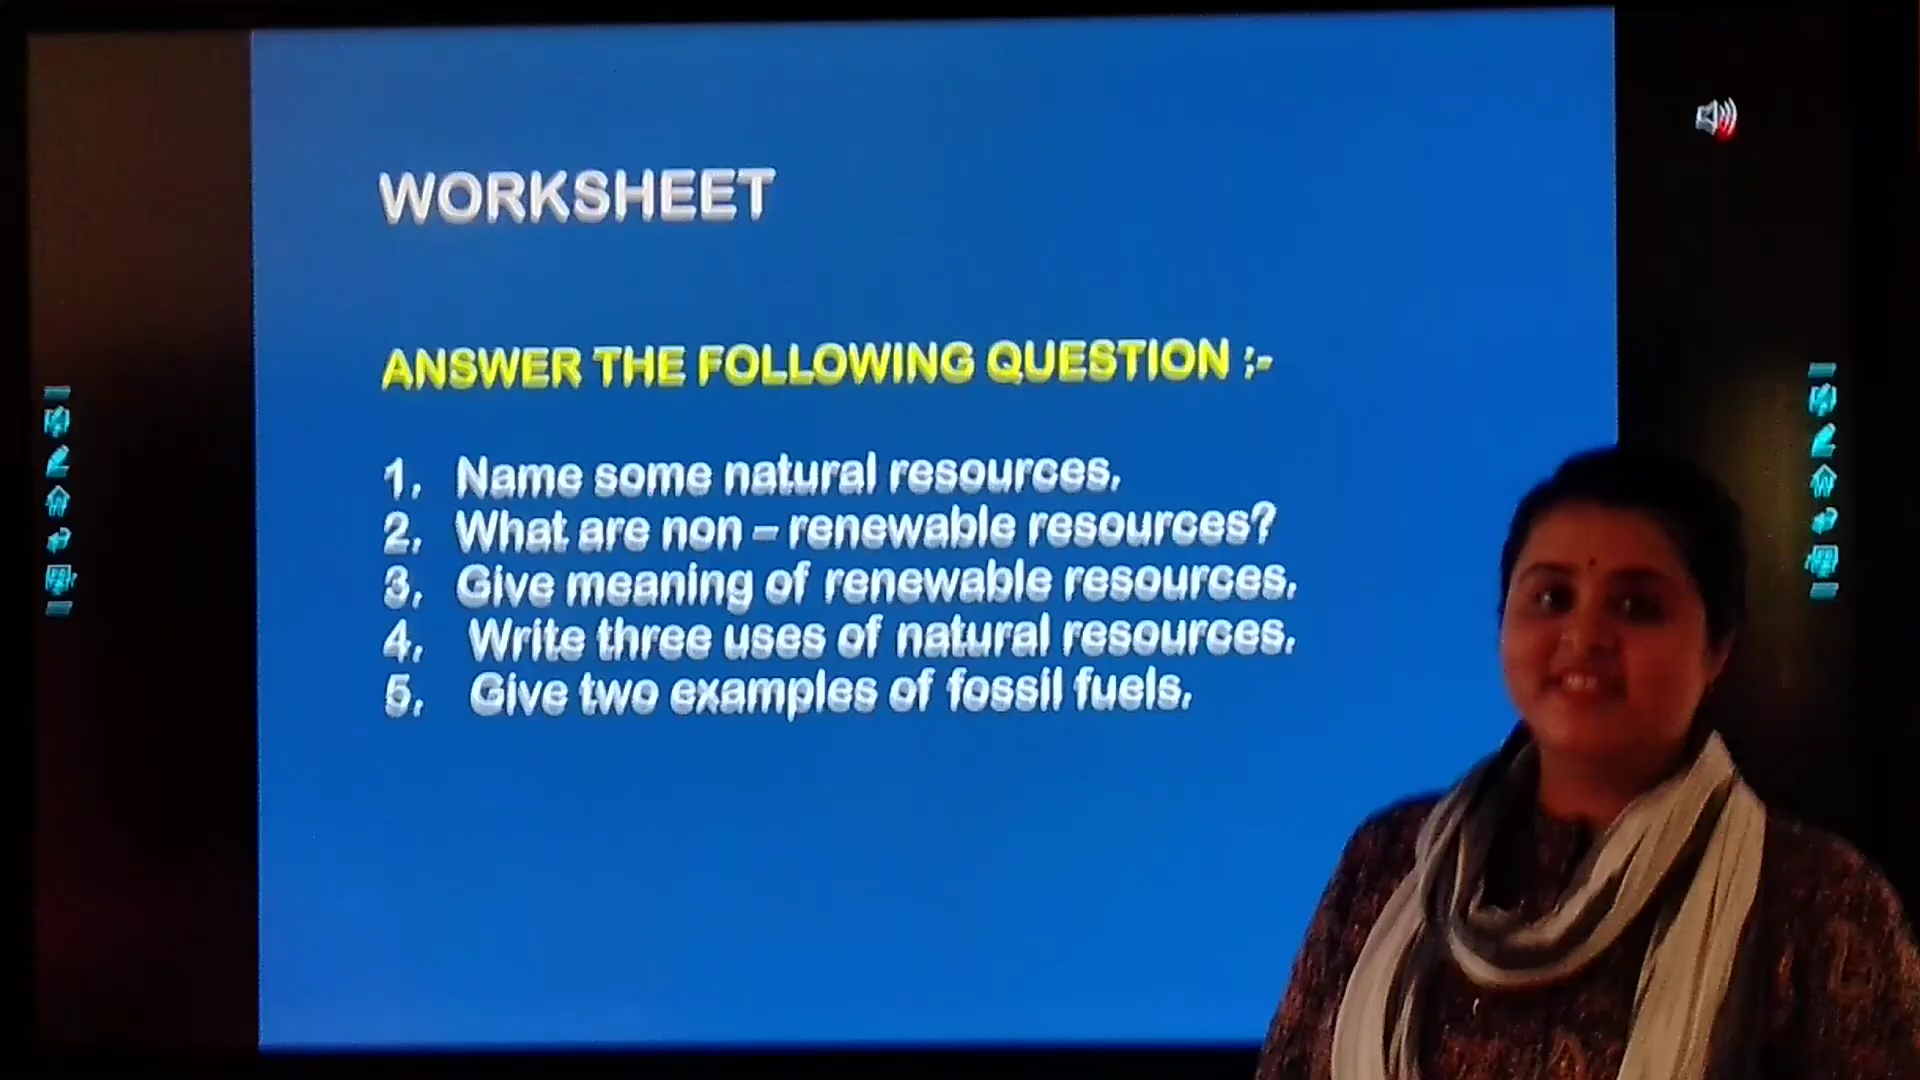 WORKSHEET
ANSWER THE FOLLOWING QUESTION :-
1. Name some natural resources.
2. What are non – renewable resources?
3. Give meaning of renewable resources.
4. Write three uses of natural resources.
5. Give two examples of fossil fuels.